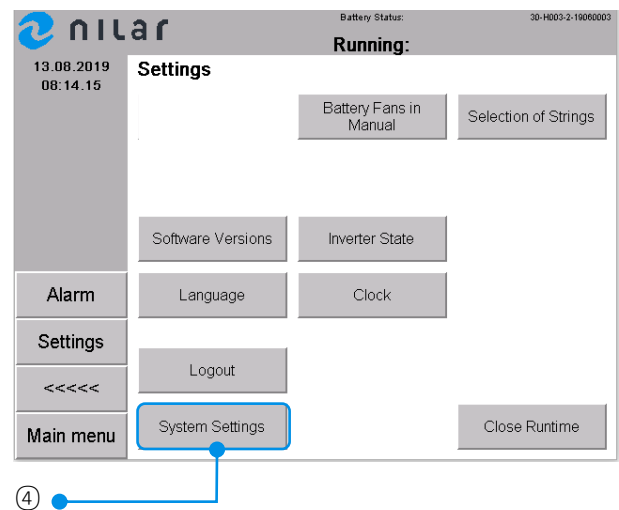 nilar
Battery Status:
30-H003-2-19060003
Running:
13.08.2019
08:14.15
Settings
Battery Fans in
Manual
Selection of Strings
Software Versions
Inverter State
Alarm
Language
Clock
Settings
Logout
<<<<<
Main menu
System Settings
Close Runtime
④